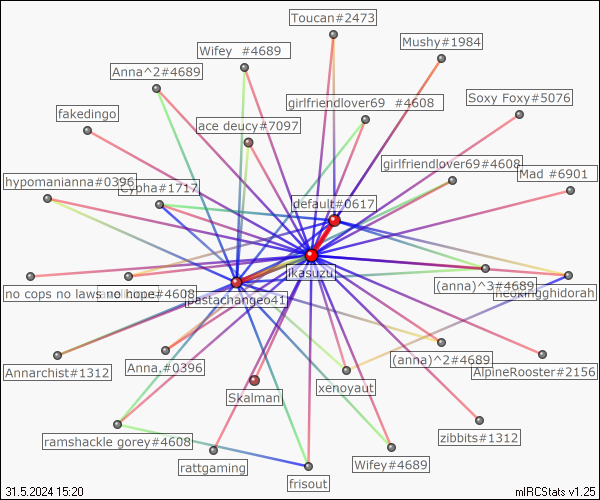 Toucan#2473
Mushy#1984
Wifey #4689
Anna^2#4689
girlfriendlover69 #4608
Soxy Foxy#5076
fakedingo
ace deucy#7097
girlfriendlover69#4608
Mad #6901
hypomanianna#0396
Cypha#1717
default#0617
ikasuzu
no cops no laws no hope
#4608
pastachangeo41
(anna)^3#4689
neoxingghidorah
Annarchist#1312
Anna,#0396
(anna)^2#4689
AlpineRooster#2156
Skalman
xenoyaut
ramshackle gorey#4608
zibbits#1312
rattgaming
Wifey#4689
frisout
31.5.2024 15:20
mIRCStats v1.25